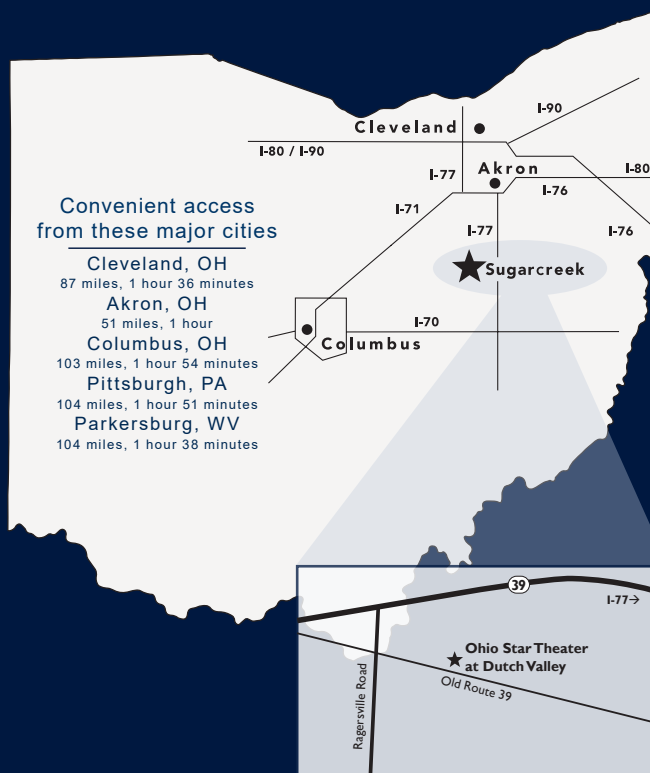 I-90
Cleveland
I-80 / I-90
I-77
Akron
I-80
I-76
I-71
I-77
I-76
Sugarcreek
I-70
Columbus
Convenient access
from these major cities
Cleveland, OH
87 miles, 1 hour 36 minutes
Akron, OH
51 miles, 1 hour
Columbus, OH
103 miles, 1 hour 54 minutes
Pittsburgh, PA
104 miles, 1 hour 51 minutes
Parkersburg, WV
104 miles, 1 hour 38 minutes
39
I-77→
Ohio Star Theater
at Dutch Valley
Old Route 39
Ragersville Road